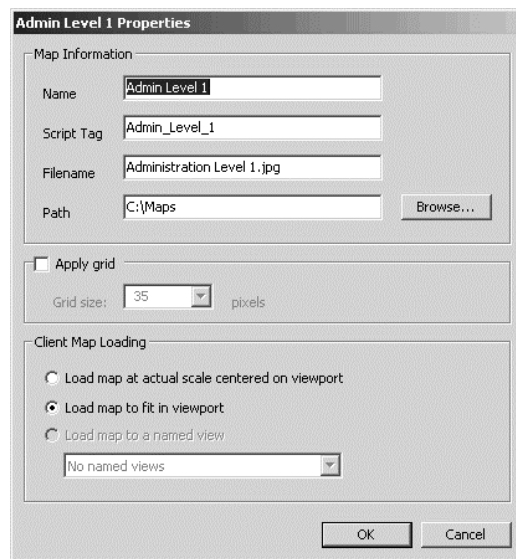 Admin Level 1 Properties
Map Information
Name Admin Level 1
Script Tag Admin_Level_1
Filename Administration Level 1.jpg
Path C:\Maps Browse...
Apply grid
Grid size: 35 pixels
Client Map Loading
Load map at actual scale centered on viewport
Load map to fit in viewport
Load map to a named view
No named views
OK Cancel